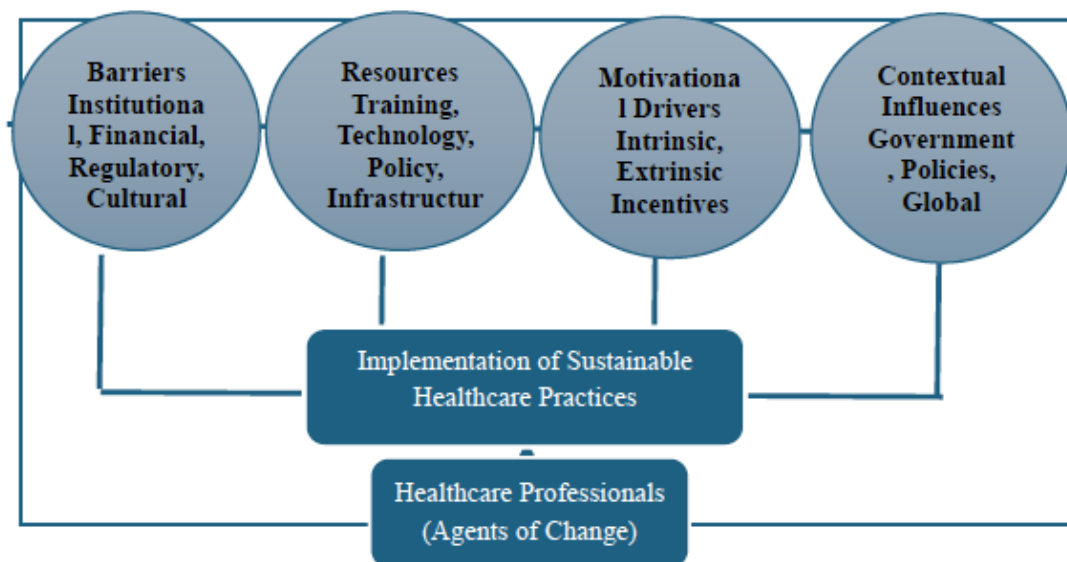 Barriers
Institutiona
l, Financial,
Regulatory,
Cultural
Resources
Training,
Technology,
Policy,
Infrastructur
Motivationa
l Drivers
Intrinsic,
Extrinsic
Incentives
Contextual
Influences
Government
, Policies,
Global
Implementation of Sustainable
Healthcare Practices
Healthcare Professionals
(Agents of Change)